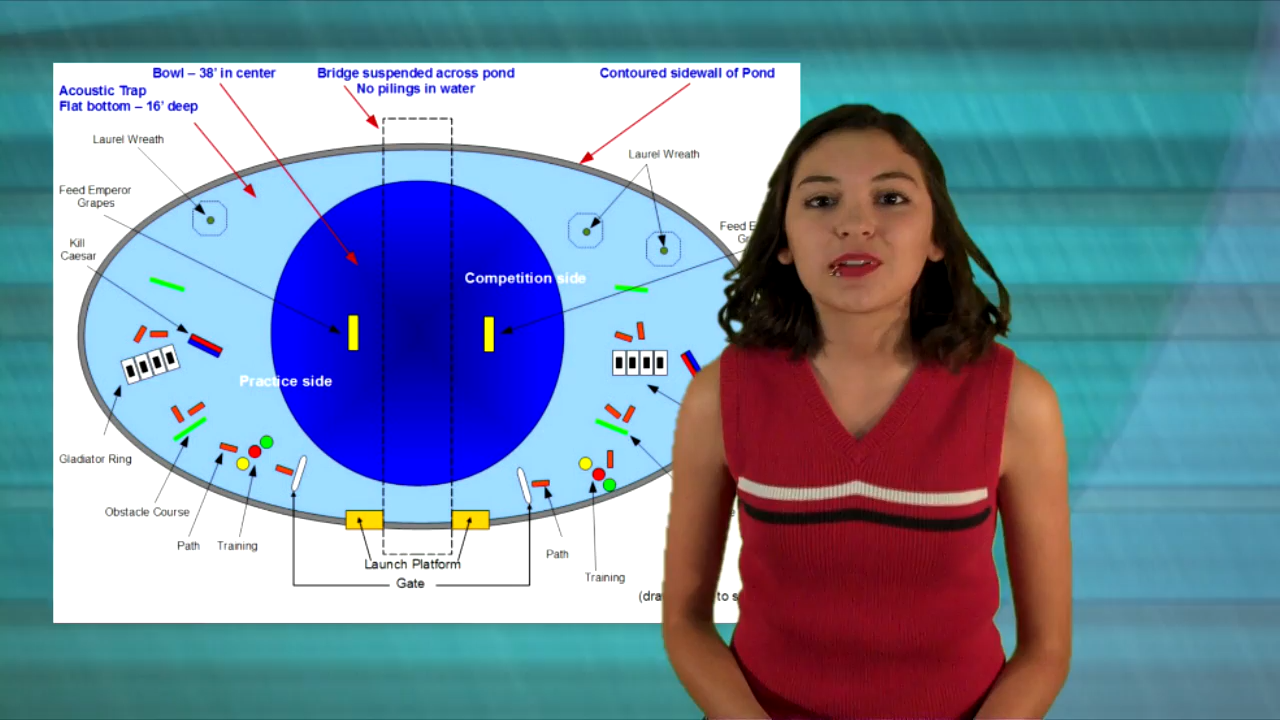 Bowl – 38' in center
Bridge suspended across pond
No pilings in water
Contoured sidewall of Pond
Acoustic Trap
Flat bottom – 16' deep
Laurel Wreath
Laurel Wreath
Feed Emperor
Grapes
Feed
Kill
Caesar
Competition side
Practice side
Gladiator Ring
Obstacle Course
Path
Training
Launch Platform
Gate
Path
Training
to